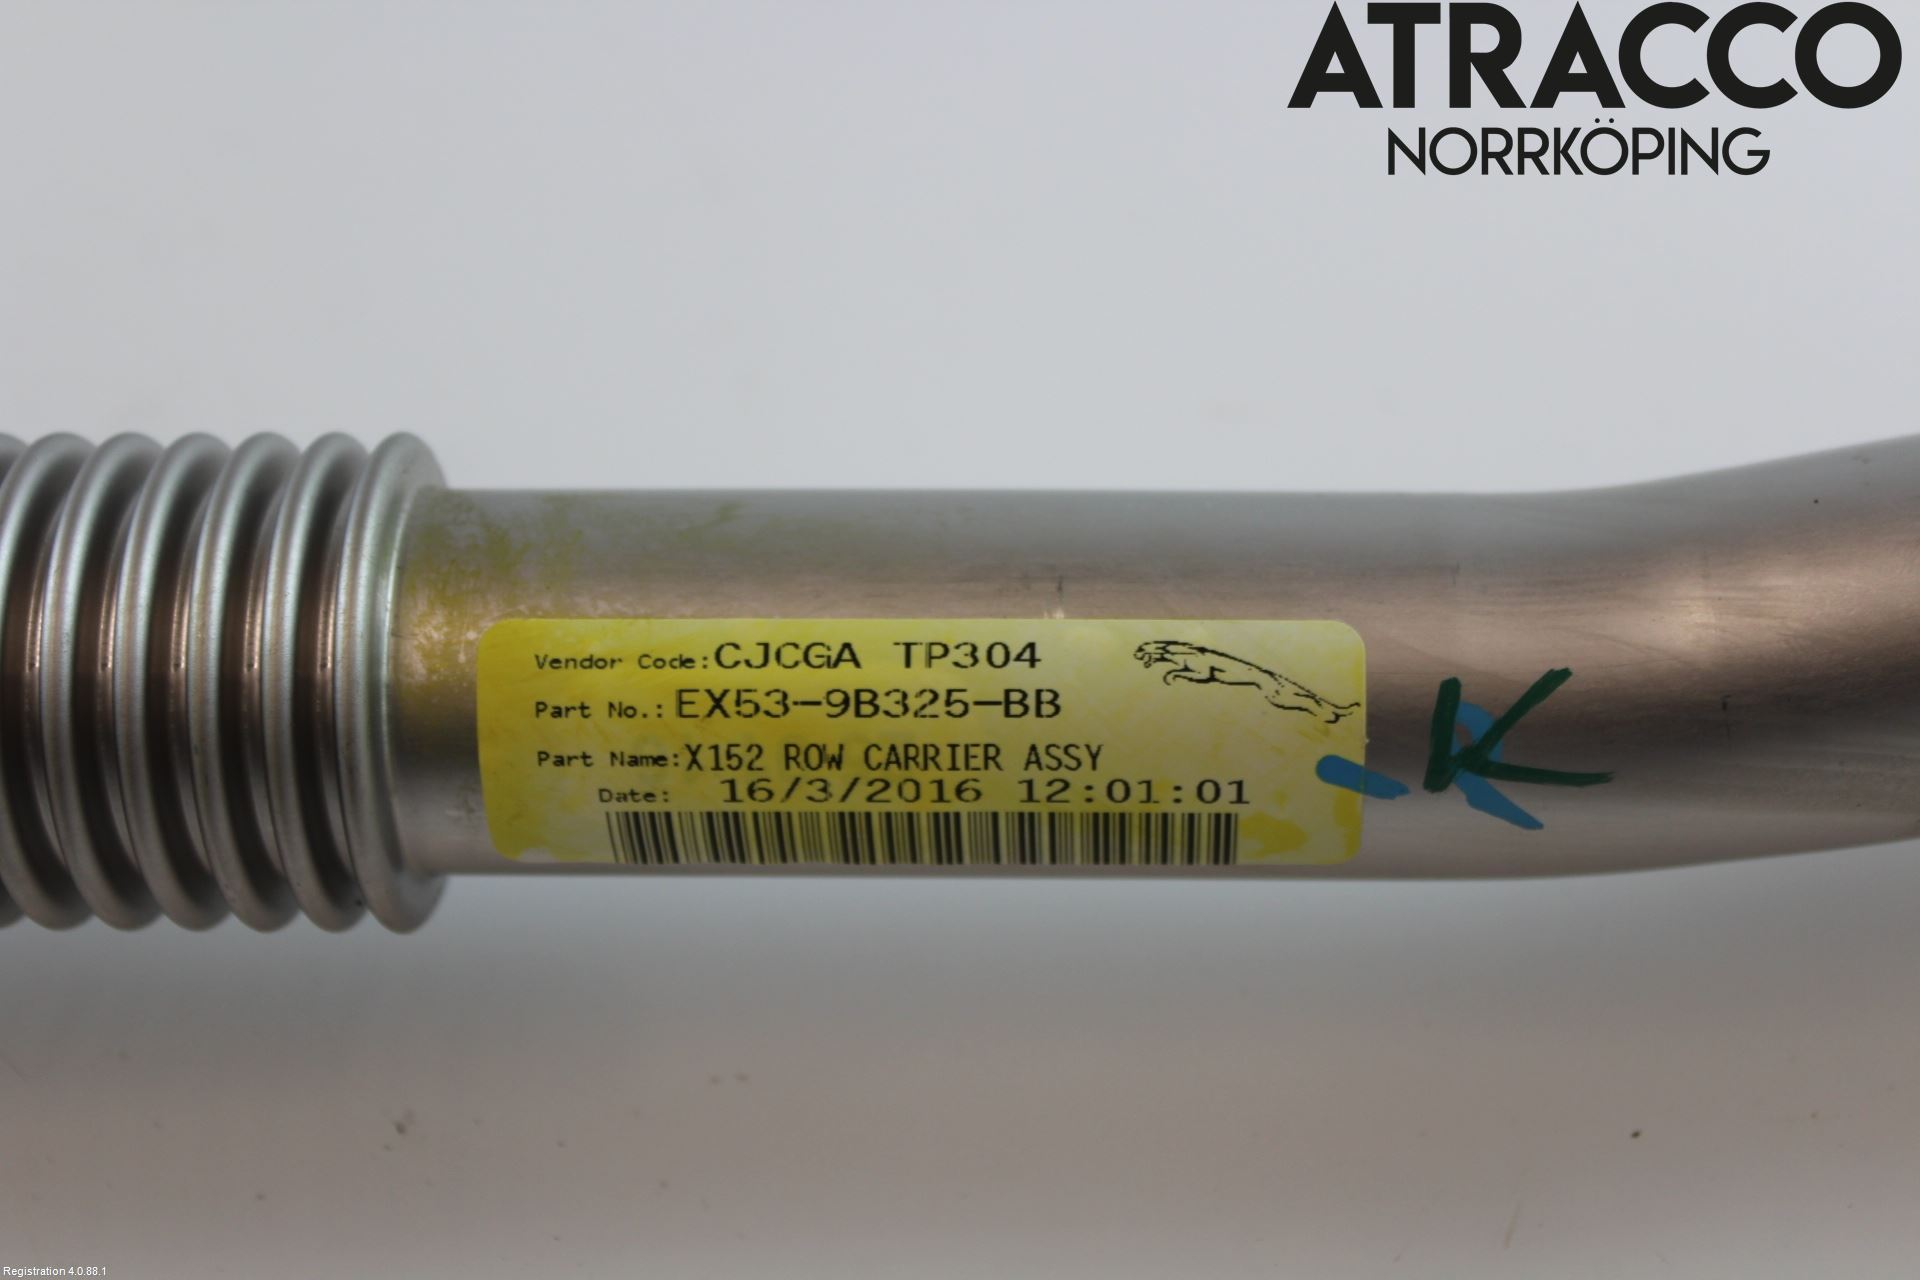 ATRACCO
NORRKÖPING
Vendor Code: CJCGA TP304
Part No.: EX53-9B325-BB
Part Name: X152 ROW CARRIER ASSY
Date: 16/3/2016 12:01:01
K
Registration 4.0.88.1